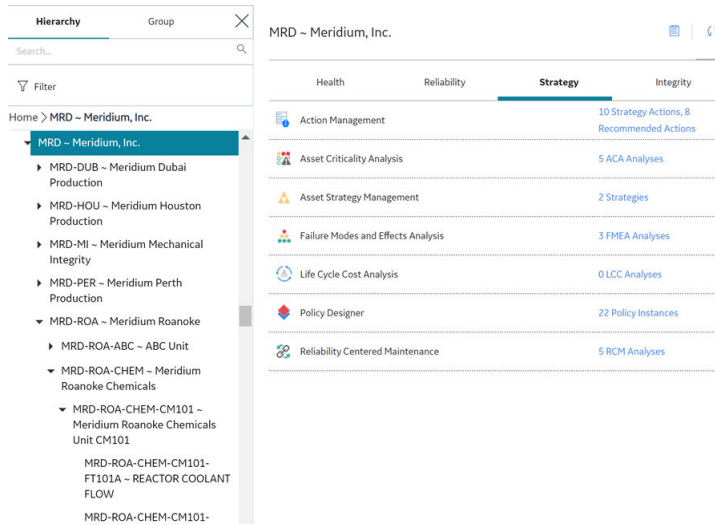 Hierarchy
Group
Search...
Filter
Home > MRD ~ Meridium, Inc.
MRD ~ Meridium, Inc.
MRD-DUB ~ Meridium Dubai
Production
MRD-HOU ~ Meridium Houston
Production
MRD-MI ~ Meridium Mechanical
Integrity
MRD-PER ~ Meridium Perth
Production
MRD-ROA ~ Meridium Roanoke
MRD-ROA-ABC ~ ABC Unit
MRD-ROA-CHEM ~ Meridium
Roanoke Chemicals
MRD-ROA-CHEM-CM101 ~
Meridium Roanoke Chemicals
Unit CM101
MRD-ROA-CHEM-CM101-
FT101A ~ REACTOR COOLANT
FLOW
MRD-ROA-CHEM-CM101-
MRD ~ Meridium, Inc.
Health
Reliability
Strategy
Integrity
Action Management
10 Strategy Actions, 8
Recommended Actions
Asset Criticality Analysis
5 ACA Analyses
Asset Strategy Management
2 Strategies
Failure Modes and Effects Analysis
3 FMEA Analyses
Life Cycle Cost Analysis
0 LCC Analyses
Policy Designer
22 Policy Instances
Reliability Centered Maintenance
5 RCM Analyses